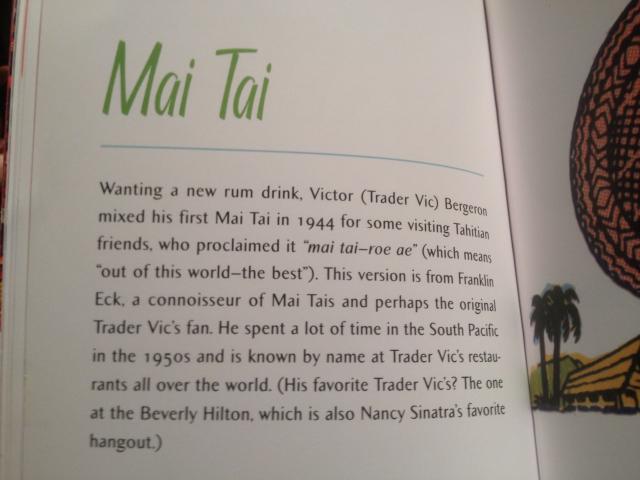 Mai Tai
Wanting a new rum drink, Victor (Trader Vic) Bergeron
mixed his first Mai Tai in 1944 for some visiting Tahitian
friends, who proclaimed it "mai tai–roe ae" (which means
"out of this world–the best"). This version is from Franklin
Eck, a connoisseur of Mai Tais and perhaps the original
Trader Vic's fan. He spent a lot of time in the South Pacific
in the 1950s and is known by name at Trader Vic's restau-
rants all over the world. (His favorite Trader Vic's? The one
at the Beverly Hilton, which is also Nancy Sinatra's favorite
hangout.)